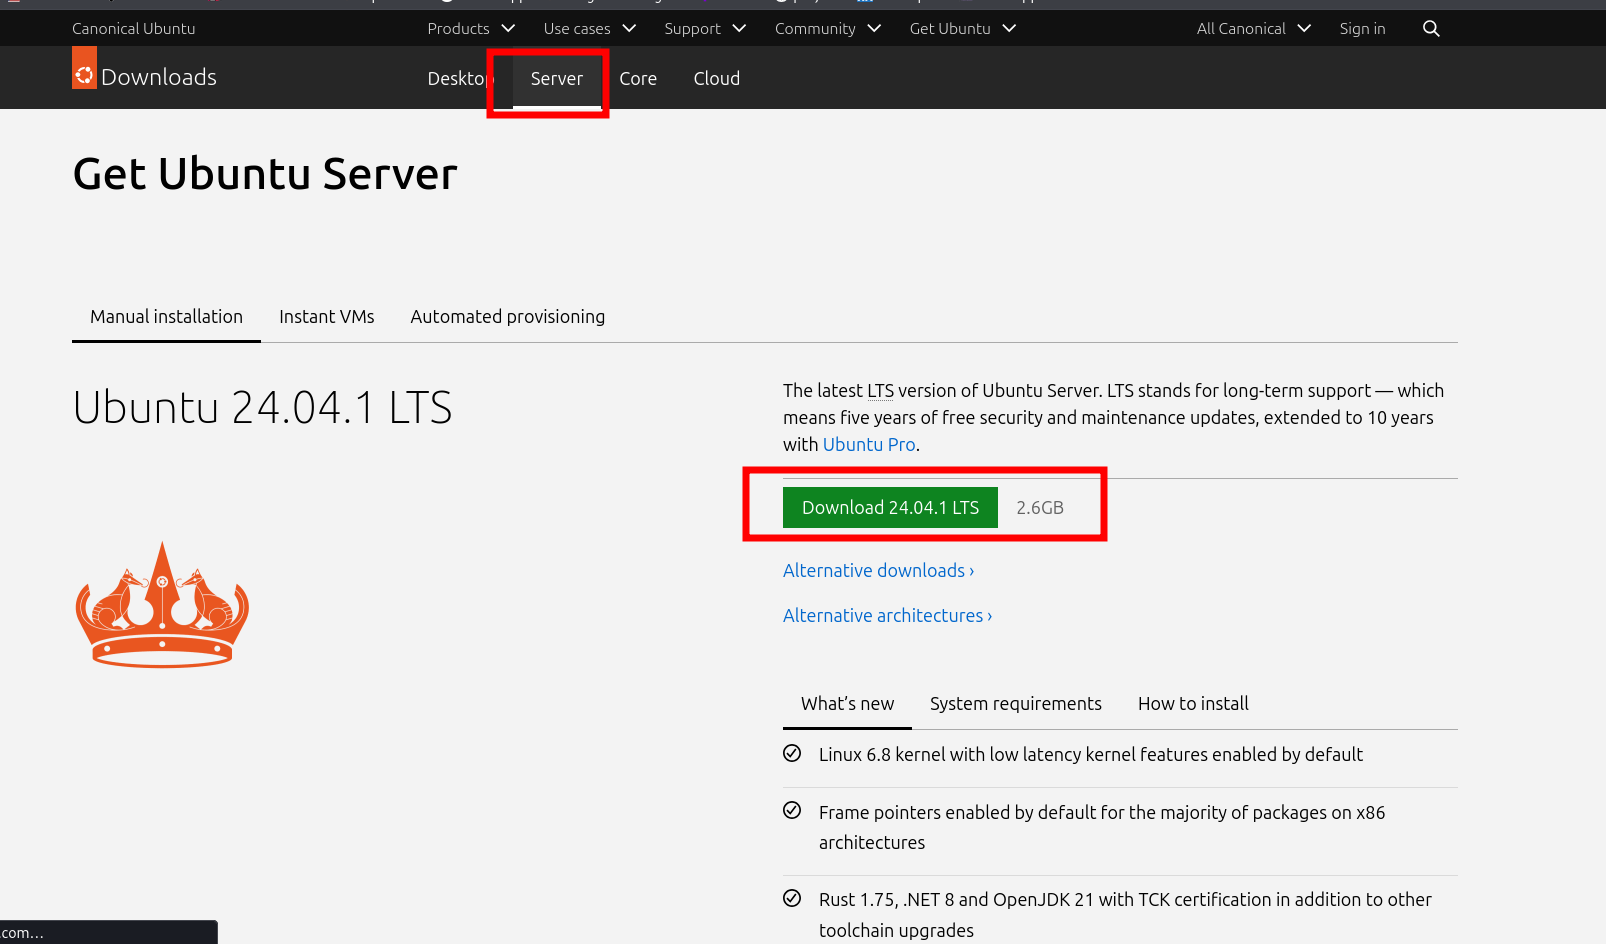 Canonical Ubuntu Products Use cases Support Community Get Ubuntu All Canonical Sign in
Downloads Desktop Server Core Cloud
Get Ubuntu Server
Manual installation Instant VMs Automated provisioning
Ubuntu 24.04.1 LTS
The latest LTS version of Ubuntu Server. LTS stands for long-term support — which
means five years of free security and maintenance updates, extended to 10 years
with Ubuntu Pro.
Download 24.04.1 LTS 2.6GB
Alternative downloads ›
Alternative architectures ›
What’s new System requirements How to install
Linux 6.8 kernel with low latency kernel features enabled by default
Frame pointers enabled by default for the majority of packages on x86
architectures
Rust 1.75, .NET 8 and OpenJDK 21 with TCK certification in addition to other
toolchain upgrades
.com…